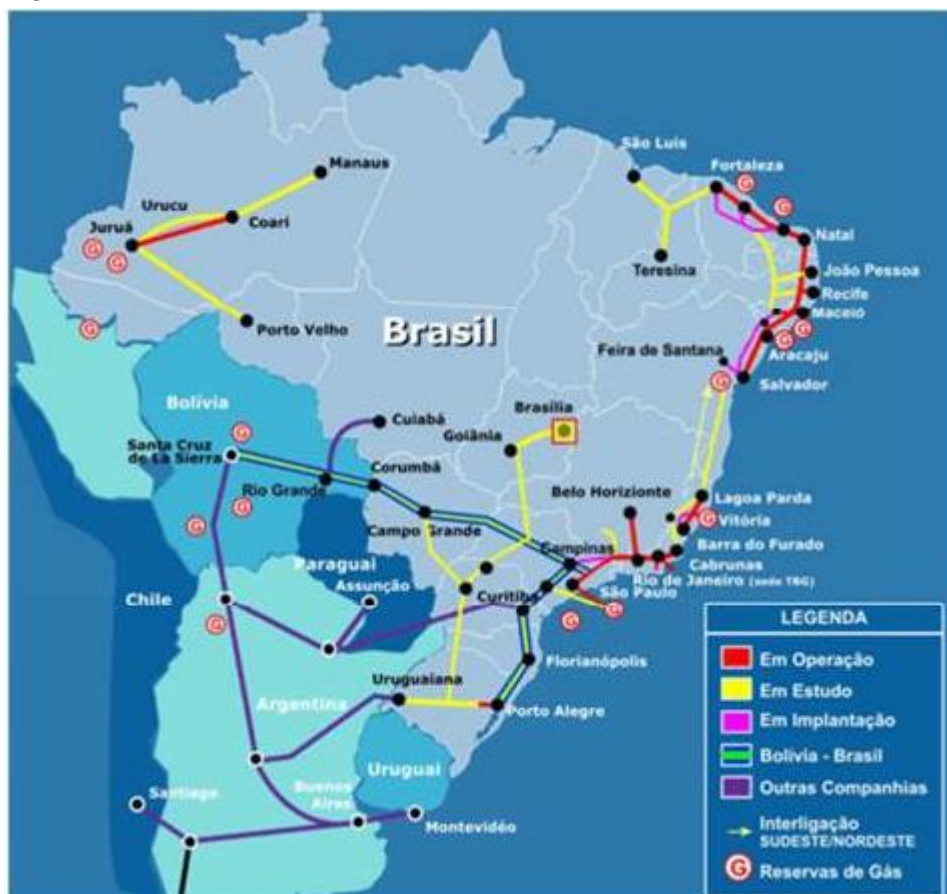 Manaus
São Luis
Fortaleza
Urucu
Juruá
Coari
Natal
Teresina
João Pessoa
Recife
Maceió
Porto Velho
Brasil
Feira de Santana
Aracaju
Salvador
Bolívia
Cuiabá
Brasília
Goiânia
Santa Cruz
de La Sierra
Rio Grande
Corumbá
Belo Horizionte
Lagoa Parda
Campo Grande
Vitória
Campinas
Barra do Furado
Paraguai
Cabrunas
Assunção
Rio de Janeiro (sede TBG)
São Paulo
Chile
Curitiba
Florianópolis
Uruguaiana
Argentina
Porto Alegre
Uruguai
Buenos
Aires
Santiago
Montevidéo
LEGENDA
Em Operação
Em Estudo
Em Implantação
Bolívia - Brasil
Outras Companhias
Interligação
SUDESTE/NORDESTE
G Reservas de Gás